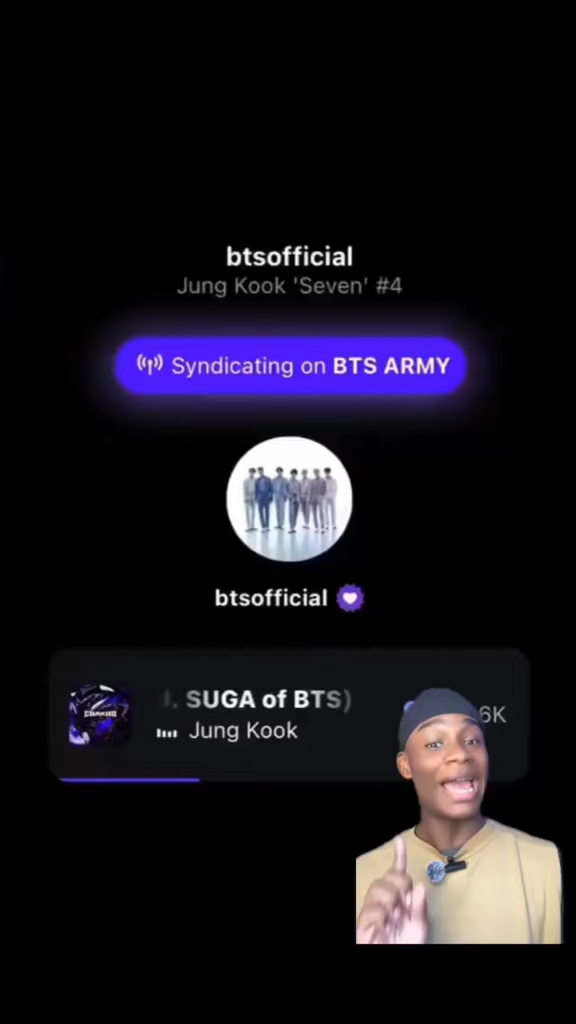 btsofficial
Jung Kook 'Seven' #4
Syndicating on BTS ARMY
btsofficial
. SUGA of BTS)
Jung Kook
6K